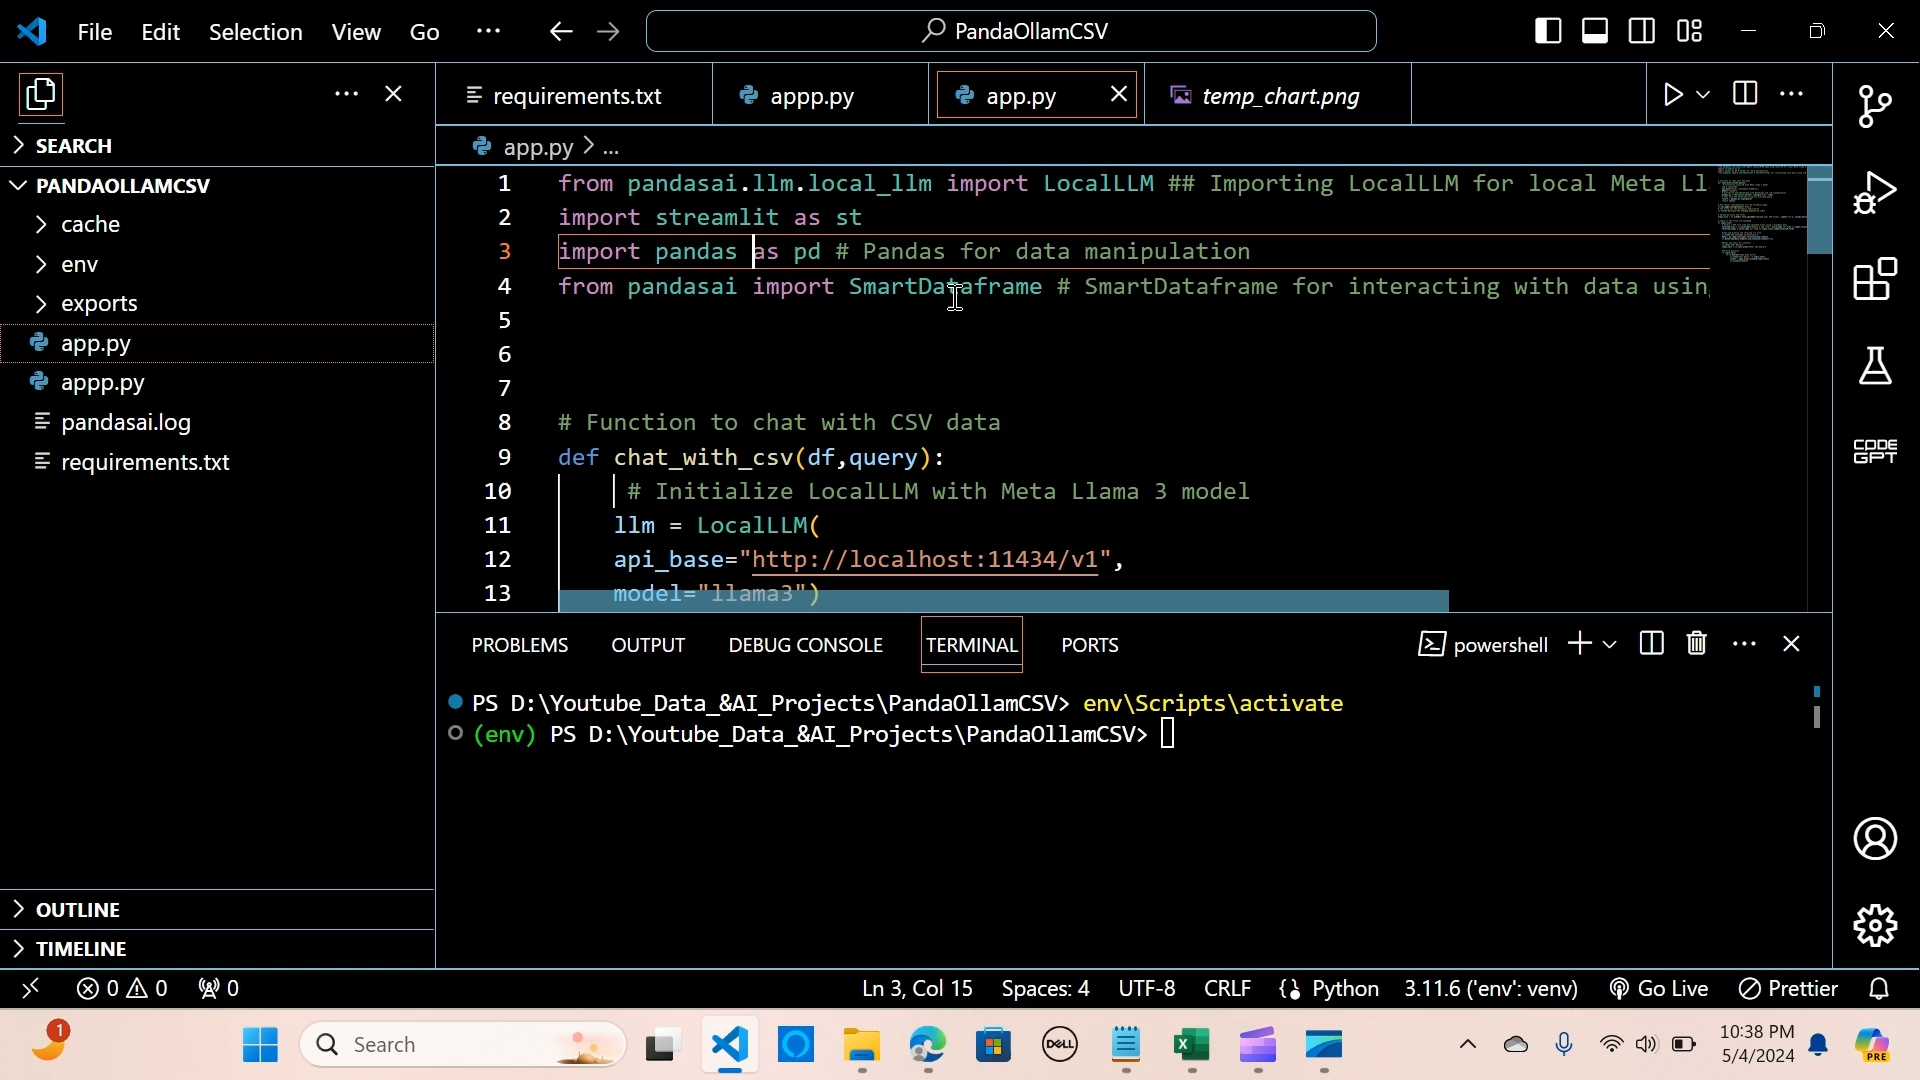 File Edit Selection View Go ···
PandaOllamCSV
requirements.txt
appp.py
app.py
temp_chart.png
app.py > ...
SEARCH
PANDAOLLAMCSV
cache
env
exports
app.py
appp.py
pandasai.log
requirements.txt
OUTLINE
TIMELINE
1 from pandasai.llm.local_llm import LocalLLM ## Importing LocalLLM for local Meta Ll
2 import streamlit as st
3 import pandas as pd # Pandas for data manipulation
4 from pandasai import SmartDataframe # SmartDataframe for interacting with data usin
5
6
7
8 # Function to chat with CSV data
9 def chat_with_csv(df,query):
10 # Initialize LocalLLM with Meta Llama 3 model
11 llm = LocalLLM(
12 api_base="http://localhost:11434/v1",
13 model="llama3")
PROBLEMS OUTPUT DEBUG CONSOLE TERMINAL PORTS
powershell
PS D:\Youtube_Data_&AI_Projects\PandaOllamCSV> env\Scripts\activate
(env) PS D:\Youtube_Data_&AI_Projects\PandaOllamCSV>
CODE
GPT
0 0 0
Ln 3, Col 15 Spaces: 4 UTF-8 CRLF Python 3.11.6 ('env': venv) Go Live Prettier
1
Search
DELL
10:38 PM
5/4/2024
PRE